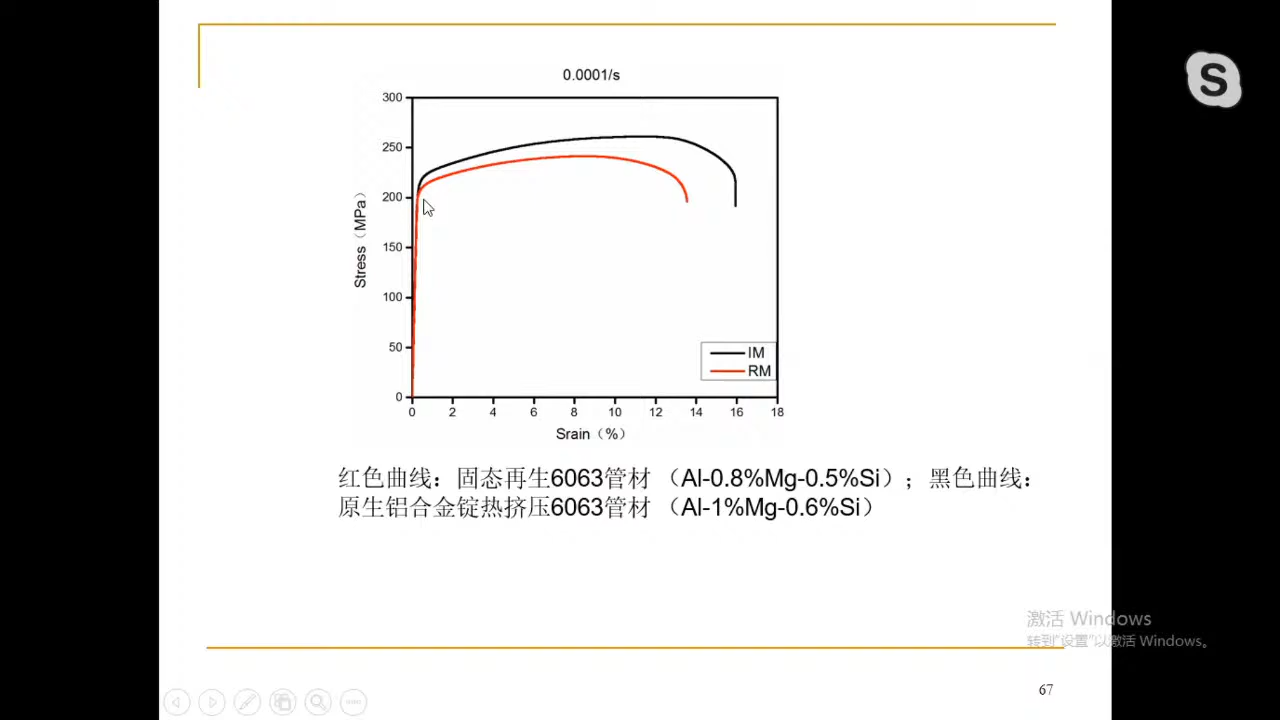 0.0001/s
300
250
200
150
100
50
0
Stress（MPa）
0 2 4 6 8 10 12 14 16 18
Srain（%）
IM
RM
红色曲线：固态再生6063管材 （Al-0.8%Mg-0.5%Si）；黑色曲线：
原生铝合金锭热挤压6063管材 （Al-1%Mg-0.6%Si）
激活 Windows
转到“设置”以激活 Windows。
67
S